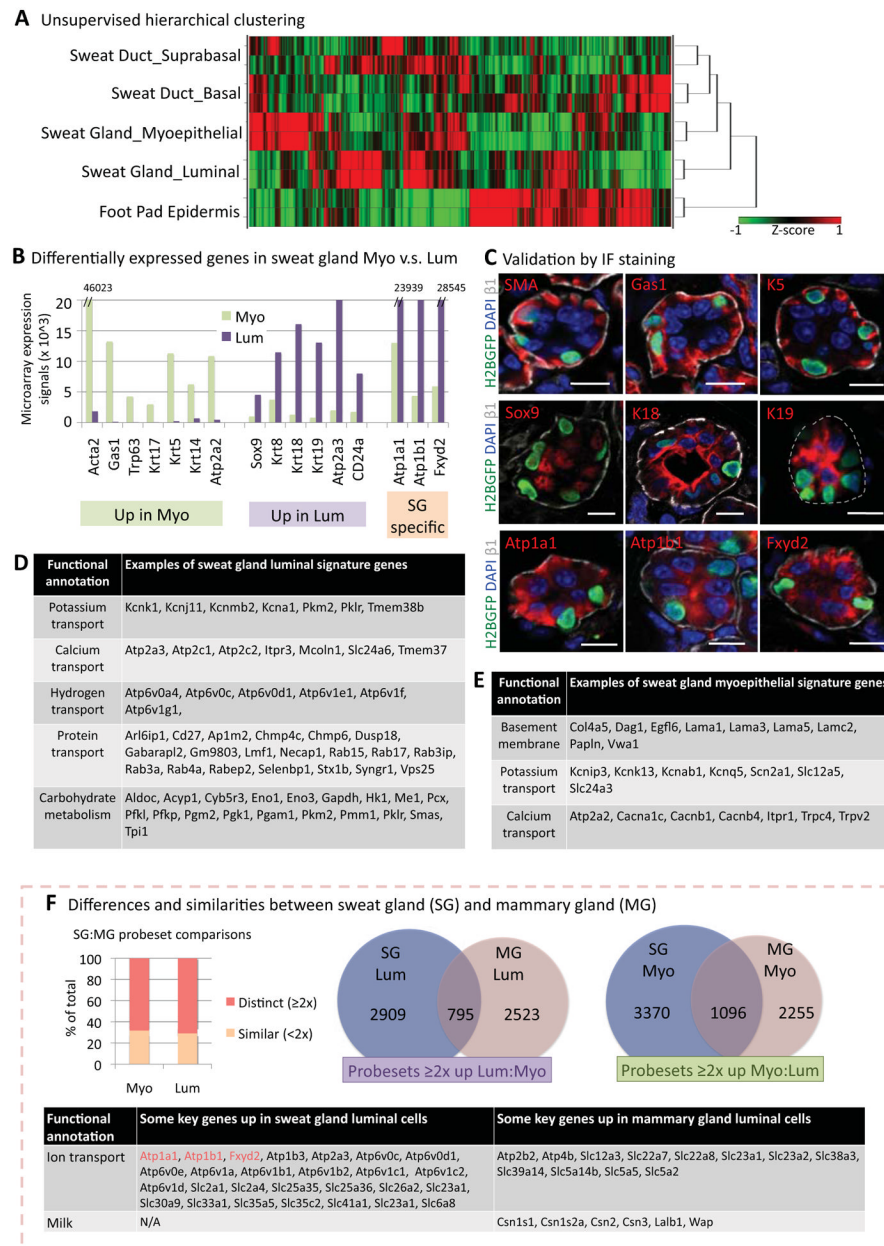 A Unsupervised hierarchical clustering
Sweat Duct_Suprabasal
Sweat Duct_Basal
Sweat Gland_Myoepithelial
Sweat Gland_Luminal
Foot Pad Epidermis
-1 Z-score 1
B Differentially expressed genes in sweat gland Myo v.s. Lum
46023 23939 28545
Microarray expression
signals (x 10^3)
20
15
10
5
0
Myo
Lum
Acta2 Gas1 Trp63 Krt17 Krt5 Krt14 Atp2a2 Sox9 Krt8 Krt18 Krt19 Atp2a3 CD24a Atp1a1 Atp1b1 Fxyd2
Up in Myo
Up in Lum
SG
specific
C Validation by IF staining
H2BGFP DAPI β1
SMA Gas1 K5
H2BGFP DAPI β1
Sox9 K18 K19
H2BGFP DAPI β1
Atp1a1 Atp1b1 Fxyd2
D
Functional
annotation
Examples of sweat gland luminal signature genes
Potassium
transport
Kcnk1, Kcnj11, Kcnmb2, Kcna1, Pkm2, Pklr, Tmem38b
Calcium
transport
Atp2a3, Atp2c1, Atp2c2, Itpr3, Mcoln1, Slc24a6, Tmem37
Hydrogen
transport
Atp6v0a4, Atp6v0c, Atp6v0d1, Atp6v1e1, Atp6v1f,
Atp6v1g1,
Protein
transport
Arl6ip1, Cd27, Ap1m2, Chmp4c, Chmp6, Dusp18,
Gabarapl2, Gm9803, Lmf1, Necap1, Rab15, Rab17, Rab3ip,
Rab3a, Rab4a, Rabep2, Selenbp1, Stx1b, Syngr1, Vps25
Carbohydrate
metabolism
Aldoc, Acyp1, Cyb5r3, Eno1, Eno3, Gapdh, Hk1, Me1, Pcx,
Pfkl, Pfkp, Pgm2, Pgk1, Pgam1, Pkm2, Pmm1, Pklr, Smas,
Tpi1
E
Functional
annotation
Examples of sweat gland myoepithelial signature genes
Basement
membrane
Col4a5, Dag1, Egfl6, Lama1, Lama3, Lama5, Lamc2,
Papln, Vwa1
Potassium
transport
Kcnip3, Kcnk13, Kcnab1, Kcnq5, Scn2a1, Slc12a5,
Slc24a3
Calcium
transport
Atp2a2, Cacna1c, Cacnb1, Cacnb4, Itpr1, Trpc4, Trpv2
F Differences and similarities between sweat gland (SG) and mammary gland (MG)
SG:MG probeset comparisons
% of total
100
80
60
40
20
0
Myo Lum
Distinct (≥2x)
Similar (<2x)
SG
Lum
MG
Lum
2909 795 2523
Probesets ≥2x up Lum:Myo
SG
Myo
MG
Myo
3370 1096 2255
Probesets ≥2x up Myo:Lum
Functional
annotation
Some key genes up in sweat gland luminal cells
Some key genes up in mammary gland luminal cells
Ion transport
Atp1a1, Atp1b1, Fxyd2, Atp1b3, Atp2a3, Atp6v0c, Atp6v0d1,
Atp6v0e, Atp6v1a, Atp6v1b1, Atp6v1b2, Atp6v1c1, Atp6v1c2,
Atp6v1d, Slc2a1, Slc2a4, Slc25a35, Slc25a36, Slc26a2, Slc23a1,
Slc30a9, Slc33a1, Slc35a5, Slc35c2, Slc41a1, Slc23a1, Slc6a8
Atp2b2, Atp4b, Slc12a3, Slc22a7, Slc22a8, Slc23a1, Slc23a2, Slc38a3,
Slc39a14, Slc5a14b, Slc5a5, Slc5a2
Milk
N/A
Csn1s1, Csn1s2a, Csn2, Csn3, Lalb1, Wap